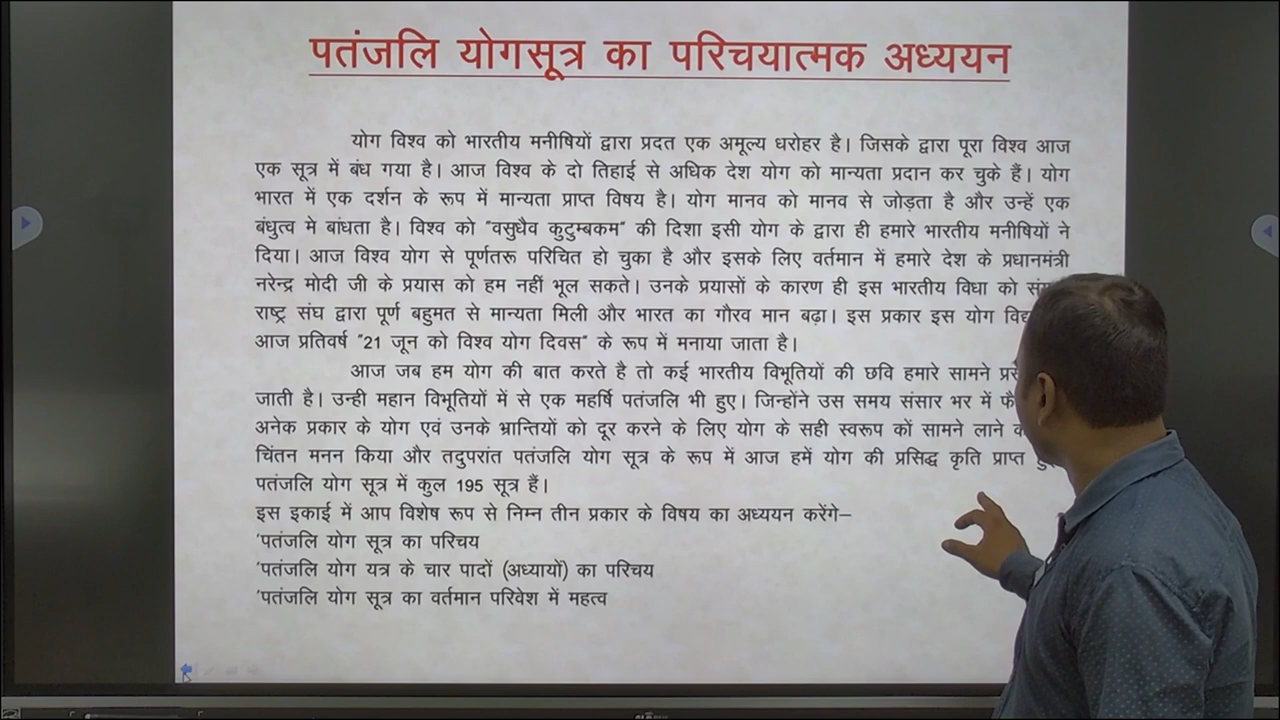 पतंजलि योगसूत्र का परिचयात्मक अध्ययन
योग विश्व को भारतीय मनीषियों द्वारा प्रदत एक अमूल्य धरोहर है। जिसके द्वारा पूरा विश्व आज
एक सूत्र में बंध गया है। आज विश्व के दो तिहाई से अधिक देश योग को मान्यता प्रदान कर चुके हैं। योग
भारत में एक दर्शन के रूप में मान्यता प्राप्त विषय है। योग मानव को मानव से जोड़ता है और उन्हें एक
बंधुत्व मे बांधता है। विश्व को "वसुधैव कुटुम्बकम" की दिशा इसी योग के द्वारा ही हमारे भारतीय मनीषियों ने
दिया। आज विश्व योग से पूर्णतरू परिचित हो चुका है और इसके लिए वर्तमान में हमारे देश के प्रधानमंत्री
नरेन्द्र मोदी जी के प्रयास को हम नहीं भूल सकते। उनके प्रयासों के कारण ही इस भारतीय विधा को
राष्ट्र संघ द्वारा पूर्ण बहुमत से मान्यता मिली और भारत का गौरव मान बढ़ा। इस प्रकार इस योग
आज प्रतिवर्ष "21 जून को विश्व योग दिवस" के रूप में मनाया जाता है।
आज जब हम योग की बात करते है तो कई भारतीय विभूतियों की छवि हमारे सामने
जाती है। उन्ही महान विभूतियों में से एक महर्षि पतंजलि भी हुए। जिन्होंने उस समय संसार भर में
अनेक प्रकार के योग एवं उनके भ्रान्तियों को दूर करने के लिए योग के सही स्वरूप कों सामने लाने
चिंतन मनन किया और तदुपरांत पतंजलि योग सूत्र के रूप में आज हमें योग की प्रसिद्ध कृति प्राप्त
पतंजलि योग सूत्र में कुल 195 सूत्र हैं।
इस इकाई में आप विशेष रूप से निम्न तीन प्रकार के विषय का अध्ययन करेंगे–
'पतंजलि योग सूत्र का परिचय
'पतंजलि योग यत्र के चार पादों (अध्यायों) का परिचय
'पतंजलि योग सूत्र का वर्तमान परिवेश में महत्व